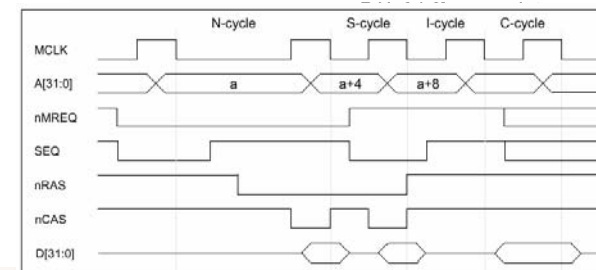 N-cycle S-cycle I-cycle C-cycle
MCLK
A[31:0] a a+4 a+8
nMREQ
SEQ
nRAS
nCAS
D[31:0]